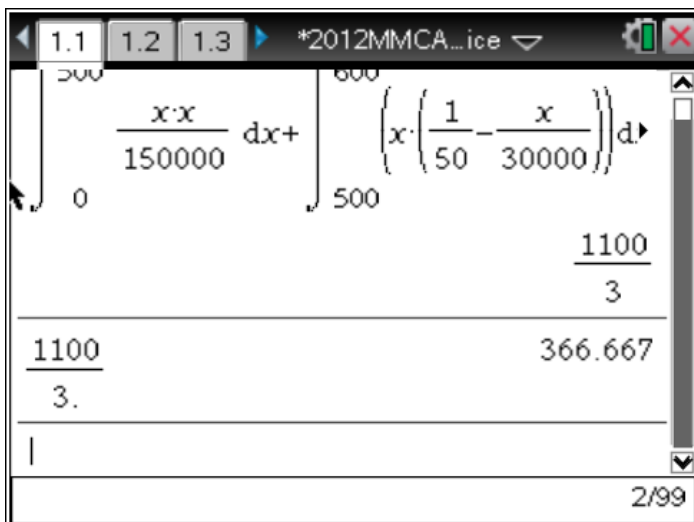 1.1 1.2 1.3 *2012MMCA...ice
500 600
x·x/150000 dx+ (x·(1/50-x/30000))d
0 500
1100/3
1100/3. 366.667
2/99